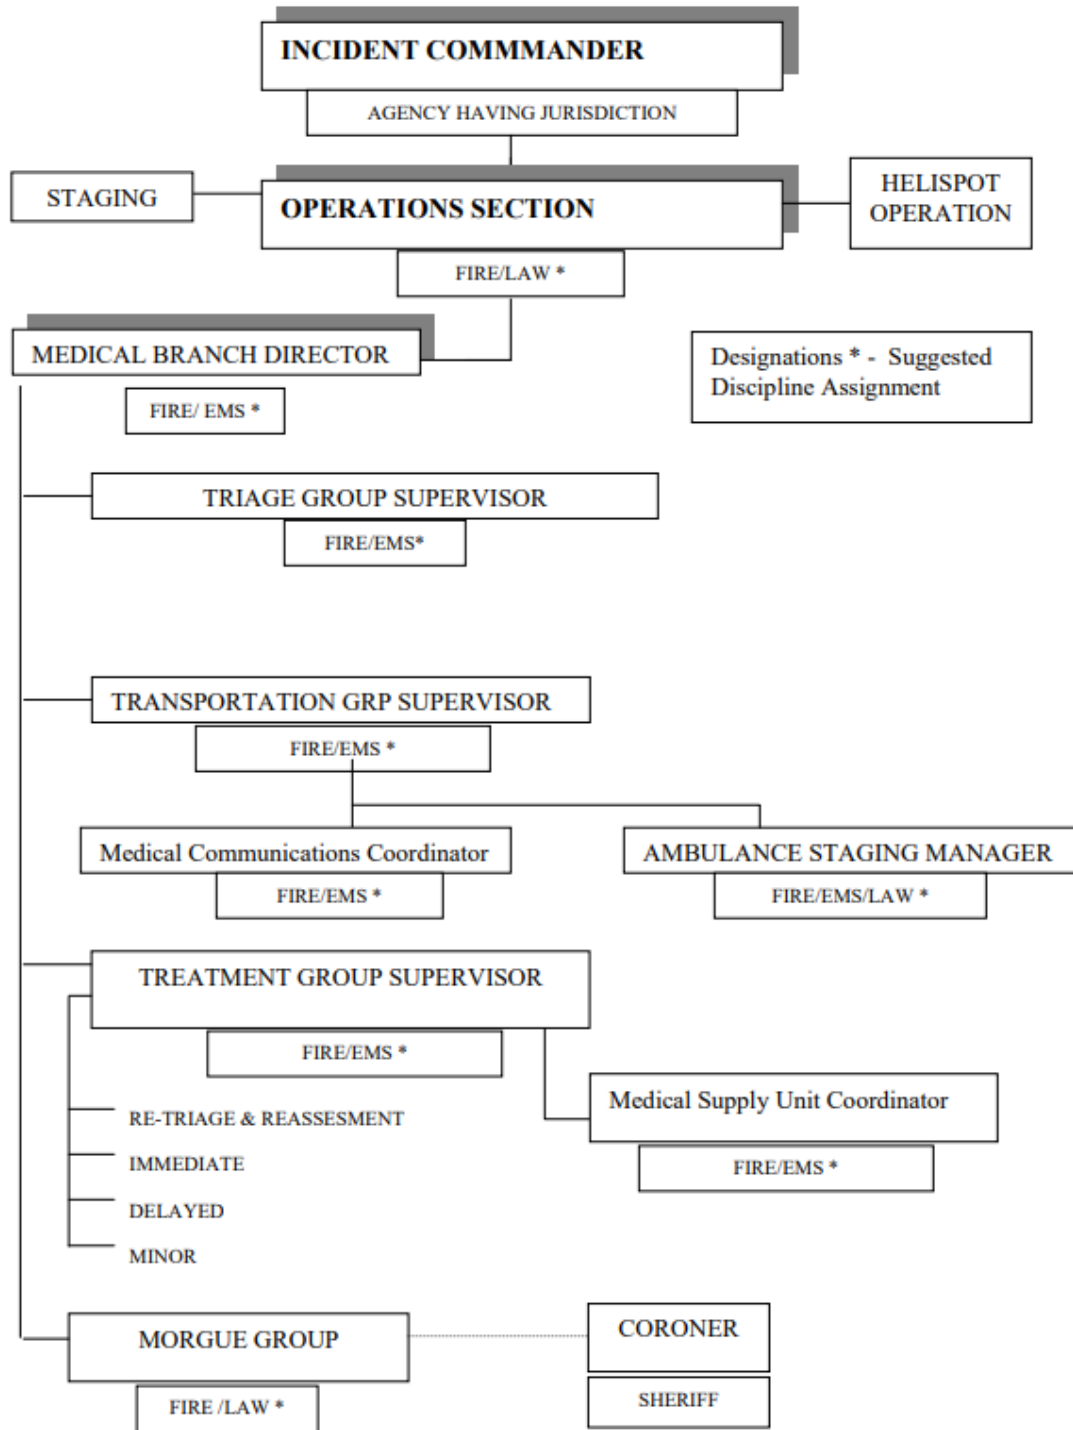 INCIDENT COMMMANDER
AGENCY HAVING JURISDICTION
STAGING
OPERATIONS SECTION
HELISPOT
OPERATION
FIRE/LAW *
MEDICAL BRANCH DIRECTOR
FIRE/ EMS *
Designations * - Suggested
Discipline Assignment
TRIAGE GROUP SUPERVISOR
FIRE/EMS*
TRANSPORTATION GRP SUPERVISOR
FIRE/EMS *
Medical Communications Coordinator
FIRE/EMS *
AMBULANCE STAGING MANAGER
FIRE/EMS/LAW *
TREATMENT GROUP SUPERVISOR
FIRE/EMS *
Medical Supply Unit Coordinator
FIRE/EMS *
RE-TRIAGE & REASSESMENT
IMMEDIATE
DELAYED
MINOR
MORGUE GROUP
FIRE /LAW *
CORONER
SHERIFF